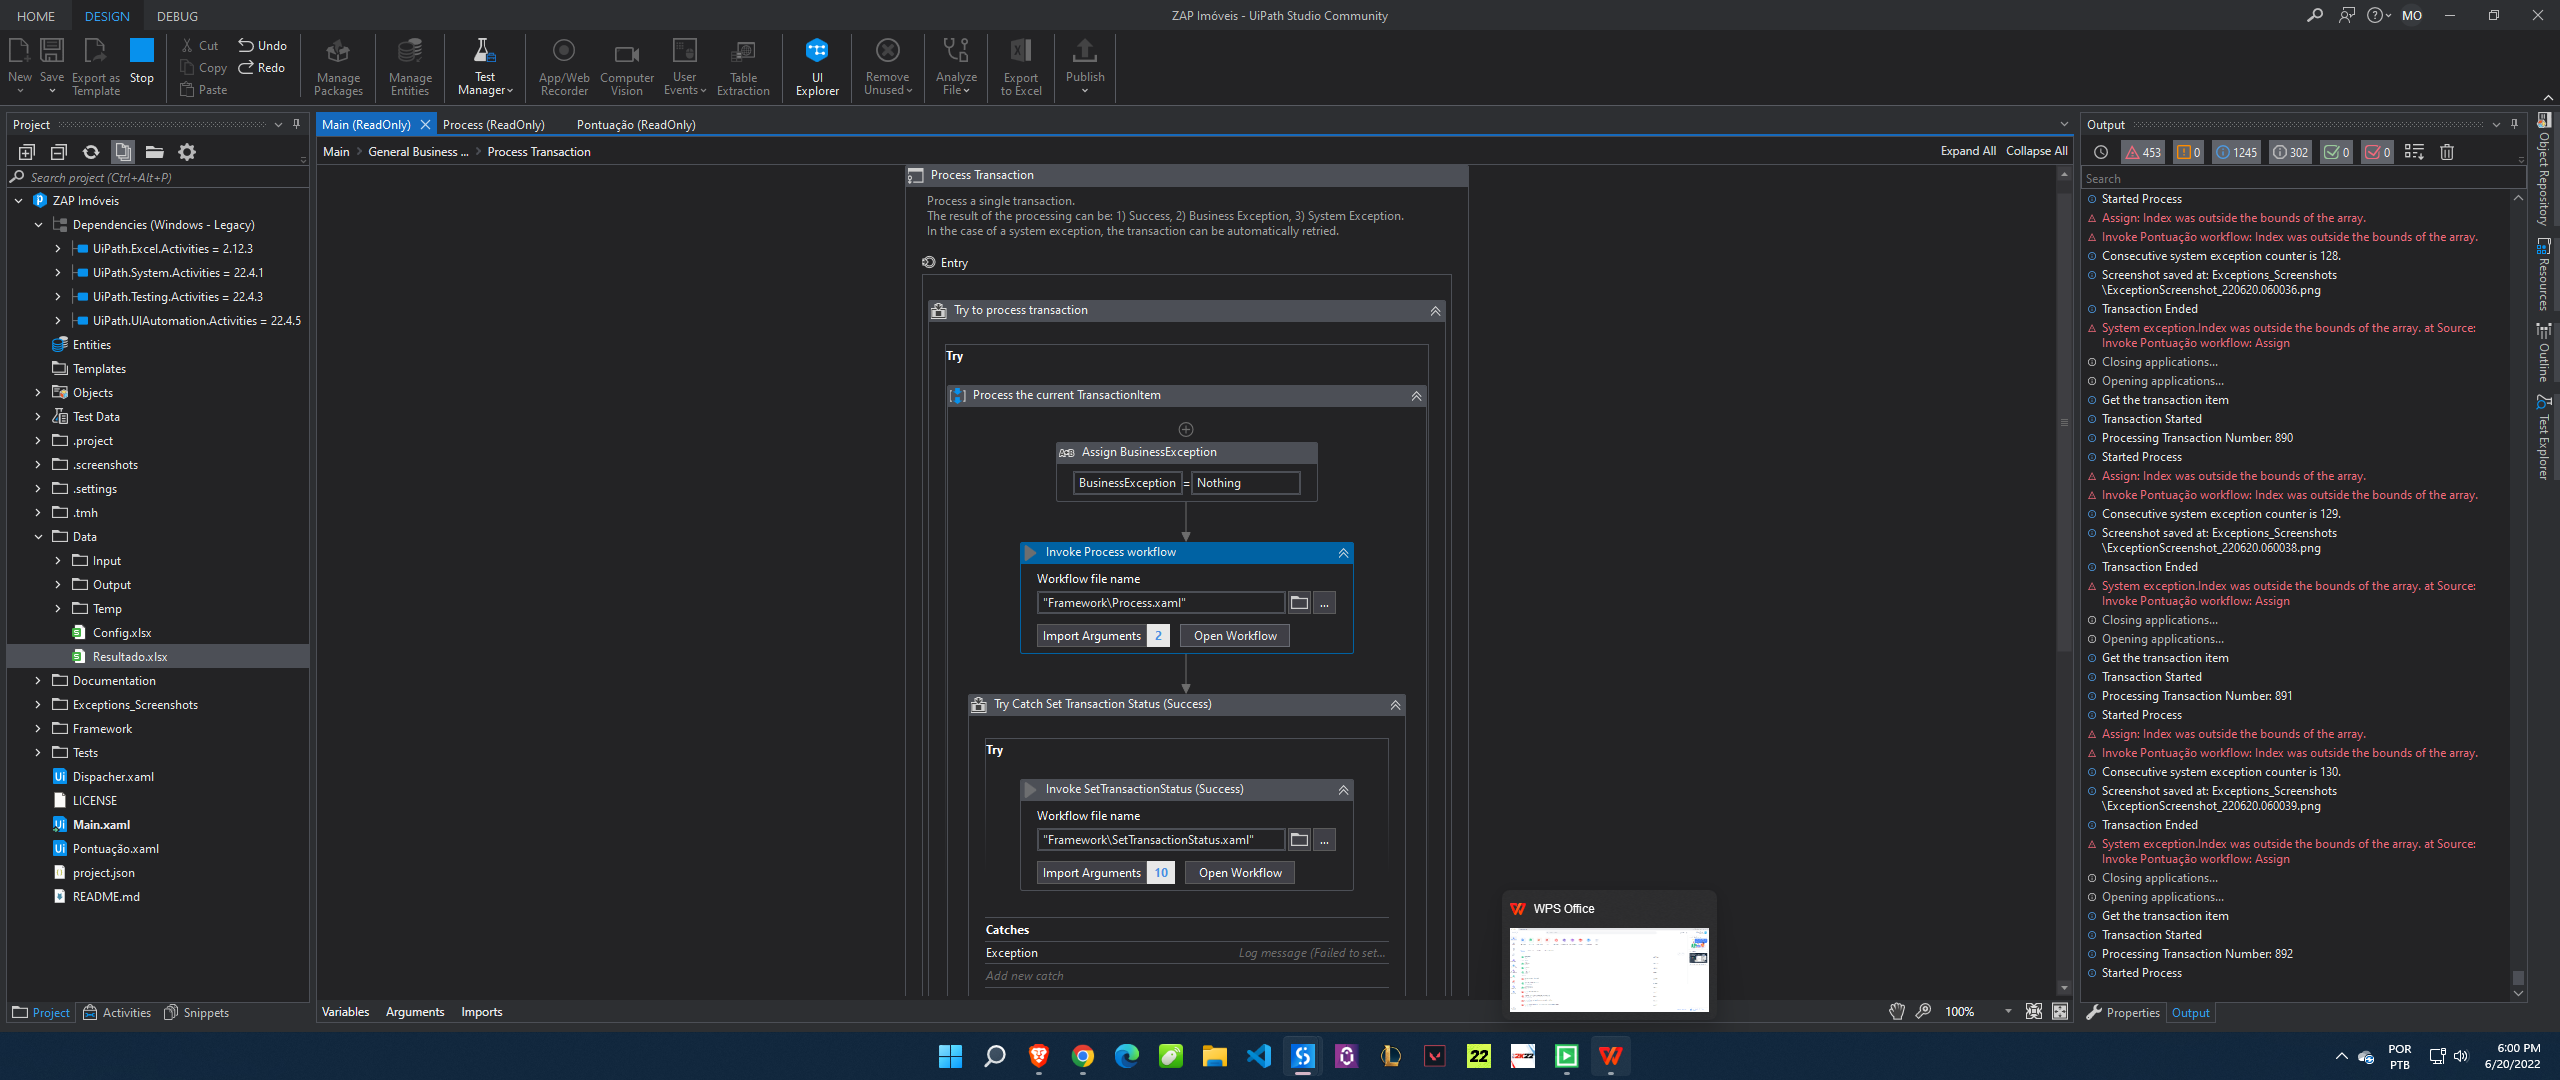 HOME
DESIGN
DEBUG
ZAP Imóveis - UiPath Studio Community
MO
New
Save
Export as
Template
Stop
Cut
Copy
Paste
Undo
Redo
Manage
Packages
Manage
Entities
Test
Manager
App/Web
Recorder
Computer
Vision
User
Events
Table
Extraction
UI
Explorer
Remove
Unused
Analyze
File
Export
to Excel
Publish
Project
Search project (Ctrl+Alt+P)
ZAP Imóveis
Dependencies (Windows - Legacy)
UiPath.Excel.Activities = 2.12.3
UiPath.System.Activities = 22.4.1
UiPath.Testing.Activities = 22.4.3
UiPath.UIAutomation.Activities = 22.4.5
Entities
Templates
Objects
Test Data
.project
.screenshots
.settings
.tmh
Data
Input
Output
Temp
Config.xlsx
Resultado.xlsx
Documentation
Exceptions_Screenshots
Framework
Tests
Dispacher.xaml
LICENSE
Main.xaml
Pontuação.xaml
project.json
README.md
Project
Activities
Snippets
Main (ReadOnly)
Process (ReadOnly)
Pontuação (ReadOnly)
Main > General Business ... > Process Transaction
Expand All
Collapse All
Process Transaction
Process a single transaction.
The result of the processing can be: 1) Success, 2) Business Exception, 3) System Exception.
In the case of a system exception, the transaction can be automatically retried.
Entry
Try to process transaction
Try
Process the current TransactionItem
Assign BusinessException
BusinessException = Nothing
Invoke Process workflow
Workflow file name
"Framework\Process.xaml"
...
Import Arguments 2
Open Workflow
Try Catch Set Transaction Status (Success)
Try
Invoke SetTransactionStatus (Success)
Workflow file name
"Framework\SetTransactionStatus.xaml"
...
Import Arguments 10
Open Workflow
Catches
Exception
Log message (Failed to set...
Add new catch
WPS Office
Variables
Arguments
Imports
100%
Output
453
0
1245
302
0
0
Search
Started Process
Assign: Index was outside the bounds of the array.
Invoke Pontuação workflow: Index was outside the bounds of the array.
Consecutive system exception counter is 128.
Screenshot saved at: Exceptions_Screenshots
\ExceptionScreenshot_220620.060036.png
Transaction Ended
System exception.Index was outside the bounds of the array. at Source:
Invoke Pontuação workflow: Assign
Closing applications...
Opening applications...
Get the transaction item
Transaction Started
Processing Transaction Number: 890
Started Process
Assign: Index was outside the bounds of the array.
Invoke Pontuação workflow: Index was outside the bounds of the array.
Consecutive system exception counter is 129.
Screenshot saved at: Exceptions_Screenshots
\ExceptionScreenshot_220620.060038.png
Transaction Ended
System exception.Index was outside the bounds of the array. at Source:
Invoke Pontuação workflow: Assign
Closing applications...
Opening applications...
Get the transaction item
Transaction Started
Processing Transaction Number: 891
Started Process
Assign: Index was outside the bounds of the array.
Invoke Pontuação workflow: Index was outside the bounds of the array.
Consecutive system exception counter is 130.
Screenshot saved at: Exceptions_Screenshots
\ExceptionScreenshot_220620.060039.png
Transaction Ended
System exception.Index was outside the bounds of the array. at Source:
Invoke Pontuação workflow: Assign
Closing applications...
Opening applications...
Get the transaction item
Transaction Started
Processing Transaction Number: 892
Started Process
Properties
Output
Object Repository
Resources
Outline
Test Explorer
22
2K22
POR
PTB
6:00 PM
6/20/2022